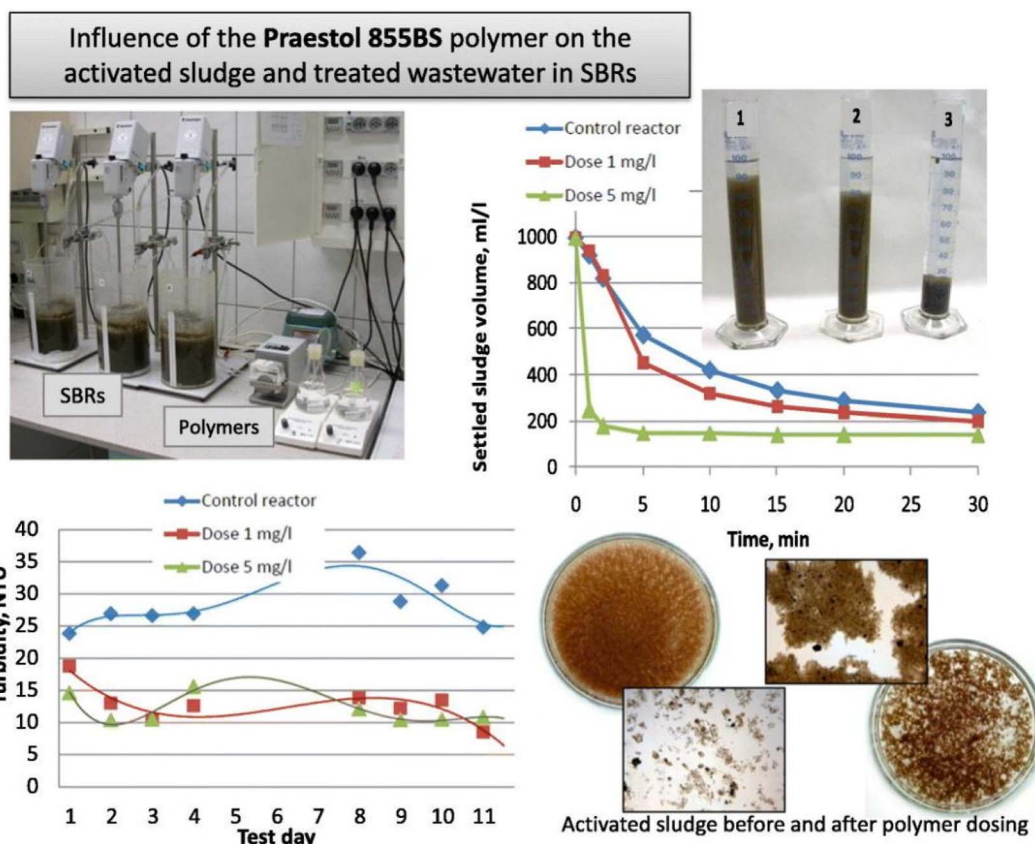 Influence of the Praestol 855BS polymer on the
activated sludge and treated wastewater in SBRs
SBRs
Polymers
Control reactor
Dose 1 mg/l
Dose 5 mg/l
1 2 3
Settled sludge volume, ml/l
1000
800
600
400
200
0
0 5 10 15 20 25 30
Time, min
Control reactor
Dose 1 mg/l
Dose 5 mg/l
Turbidity, NTU
40
35
30
25
20
15
10
5
0
1 2 3 4 5 6 7 8 9 10 11
Test day
Activated sludge before and after polymer dosing